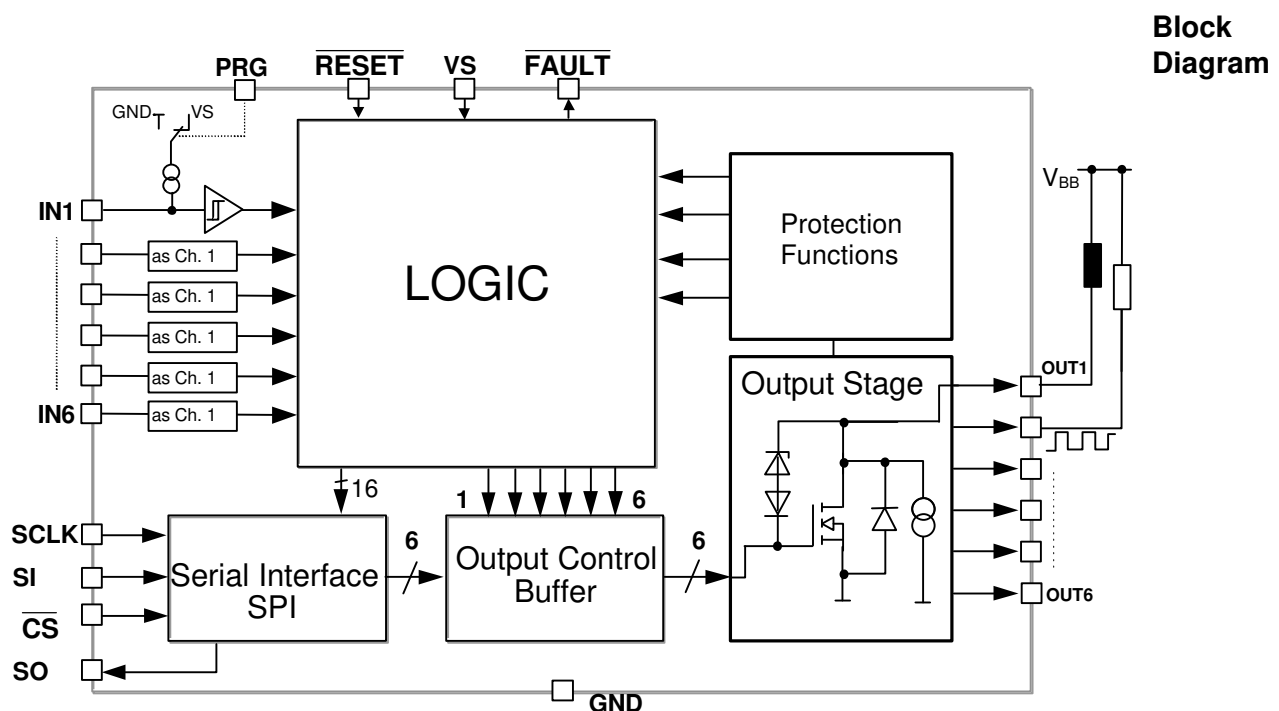 Block
Diagram
PRG
RESET
VS
FAULT
GND
VS
IN1
as Ch. 1
as Ch. 1
as Ch. 1
as Ch. 1
IN6
as Ch. 1
LOGIC
Protection
Functions
VBB
Output Stage
OUT1
OUT6
16
1
6
SCLK
SI
CS
SO
Serial Interface
SPI
6
Output Control
Buffer
6
GND